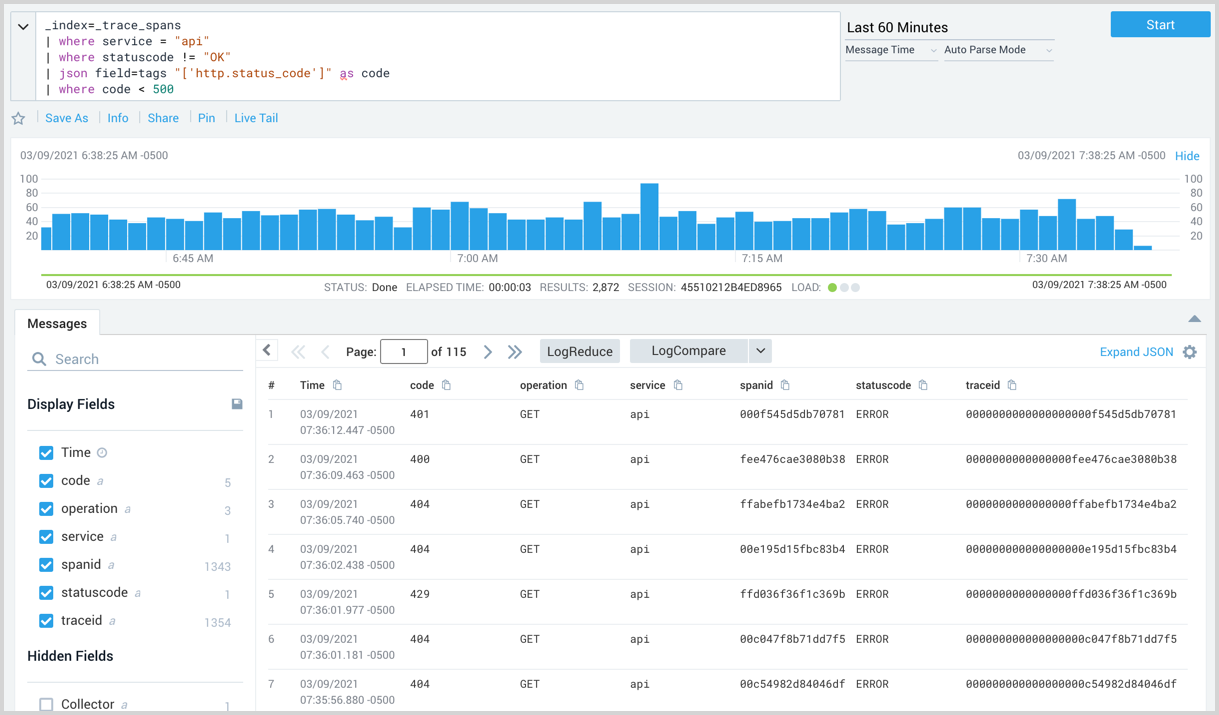 _index=_trace_spans
| where service = "api"
| where statuscode != "OK"
| json field=tags "['http.status_code']" as code
| where code < 500
Last 60 Minutes
Message Time
Auto Parse Mode
Start
Save As
Info
Share
Pin
Live Tail
03/09/2021 6:38:25 AM -0500
03/09/2021 7:38:25 AM -0500
Hide
100
80
60
40
20
100
80
60
40
20
6:45 AM
7:00 AM
7:15 AM
7:30 AM
03/09/2021 6:38:25 AM -0500
STATUS: Done ELAPSED TIME: 00:00:03 RESULTS: 2,872 SESSION: 45510212B4ED8965 LOAD:
03/09/2021 7:38:25 AM -0500
Messages
Search
Display Fields
Time
code a 5
operation a 3
service a 1
spanid a 1343
statuscode a 1
traceid a 1354
Hidden Fields
Collector a 1
Page: 1 of 115
LogReduce
LogCompare
Expand JSON
# Time code operation service spanid statuscode traceid
1 03/09/2021 401 GET api 000f545d5db70781 ERROR 0000000000000000000f545d5db70781
07:36:12.447 -0500
2 03/09/2021 400 GET api fee476cae3080b38 ERROR 0000000000000000fee476cae3080b38
07:36:09.463 -0500
3 03/09/2021 404 GET api ffabefb1734e4ba2 ERROR 0000000000000000ffabefb1734e4ba2
07:36:05.740 -0500
4 03/09/2021 404 GET api 00e195d15fbc83b4 ERROR 000000000000000000e195d15fbc83b4
07:36:02.438 -0500
5 03/09/2021 429 GET api ffd036f36f1c369b ERROR 0000000000000000ffd036f36f1c369b
07:36:01.977 -0500
6 03/09/2021 404 GET api 00c047f8b71dd7f5 ERROR 000000000000000000c047f8b71dd7f5
07:36:01.181 -0500
7 03/09/2021 404 GET api 00c54982d84046df ERROR 000000000000000000c54982d84046df
07:35:56.880 -0500